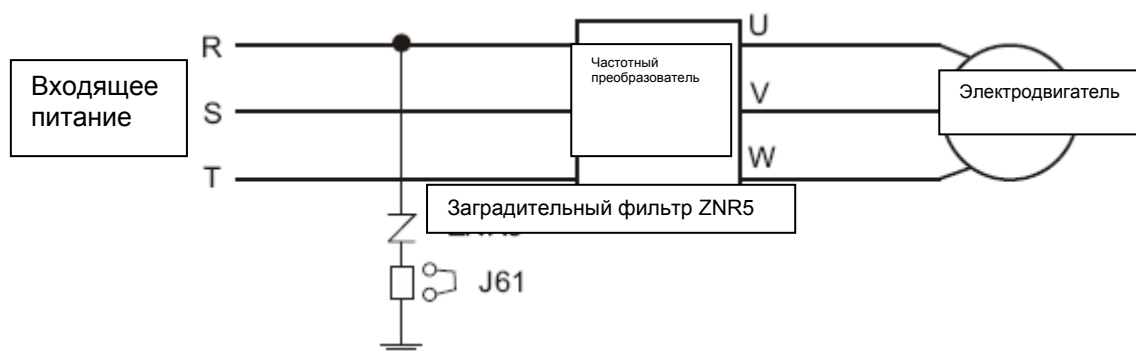 R
S
T
Входящее
питание
Частотный
преобразователь
U
V
W
Электродвигатель
Заградительный фильтр ZNR5
J61